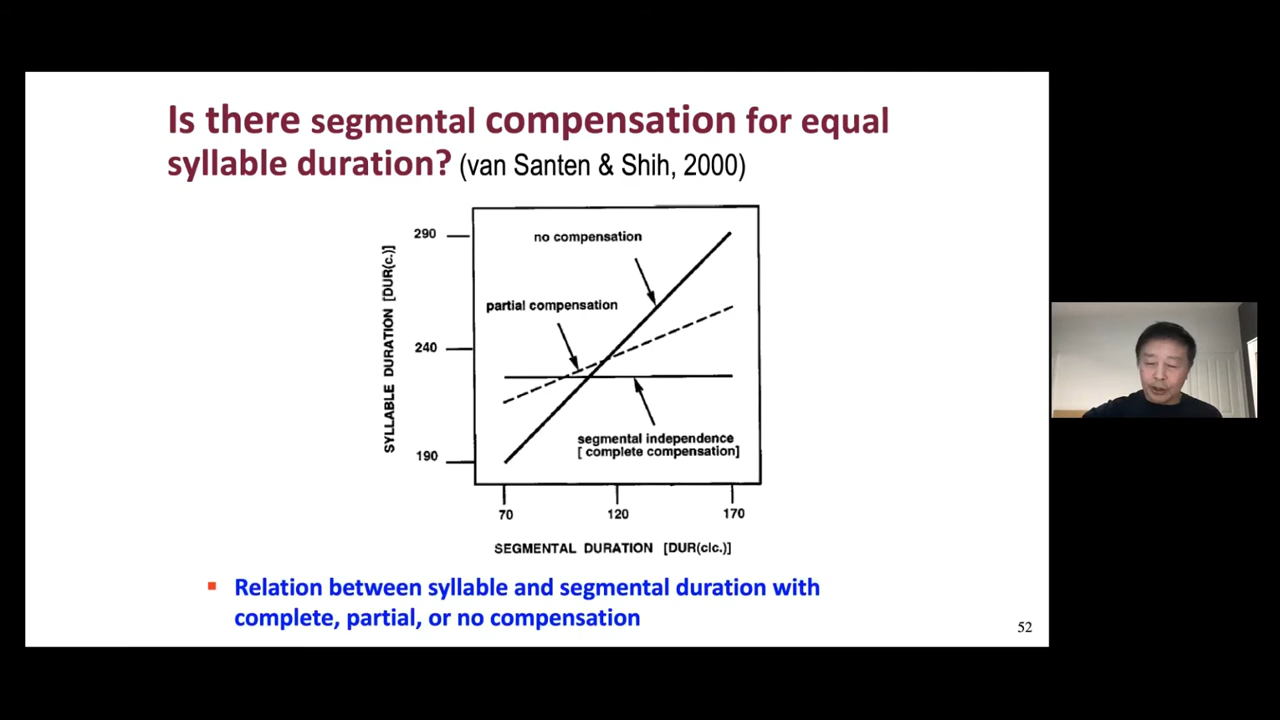 Is there segmental compensation for equal
syllable duration? (van Santen & Shih, 2000)
290
no compensation
partial compensation
240
SYLLABLE DURATION [DUR(c.)]
segmental independence
[ complete compensation]
190
70 120 170
SEGMENTAL DURATION [DUR(c|c.)]
Relation between syllable and segmental duration with
complete, partial, or no compensation
52